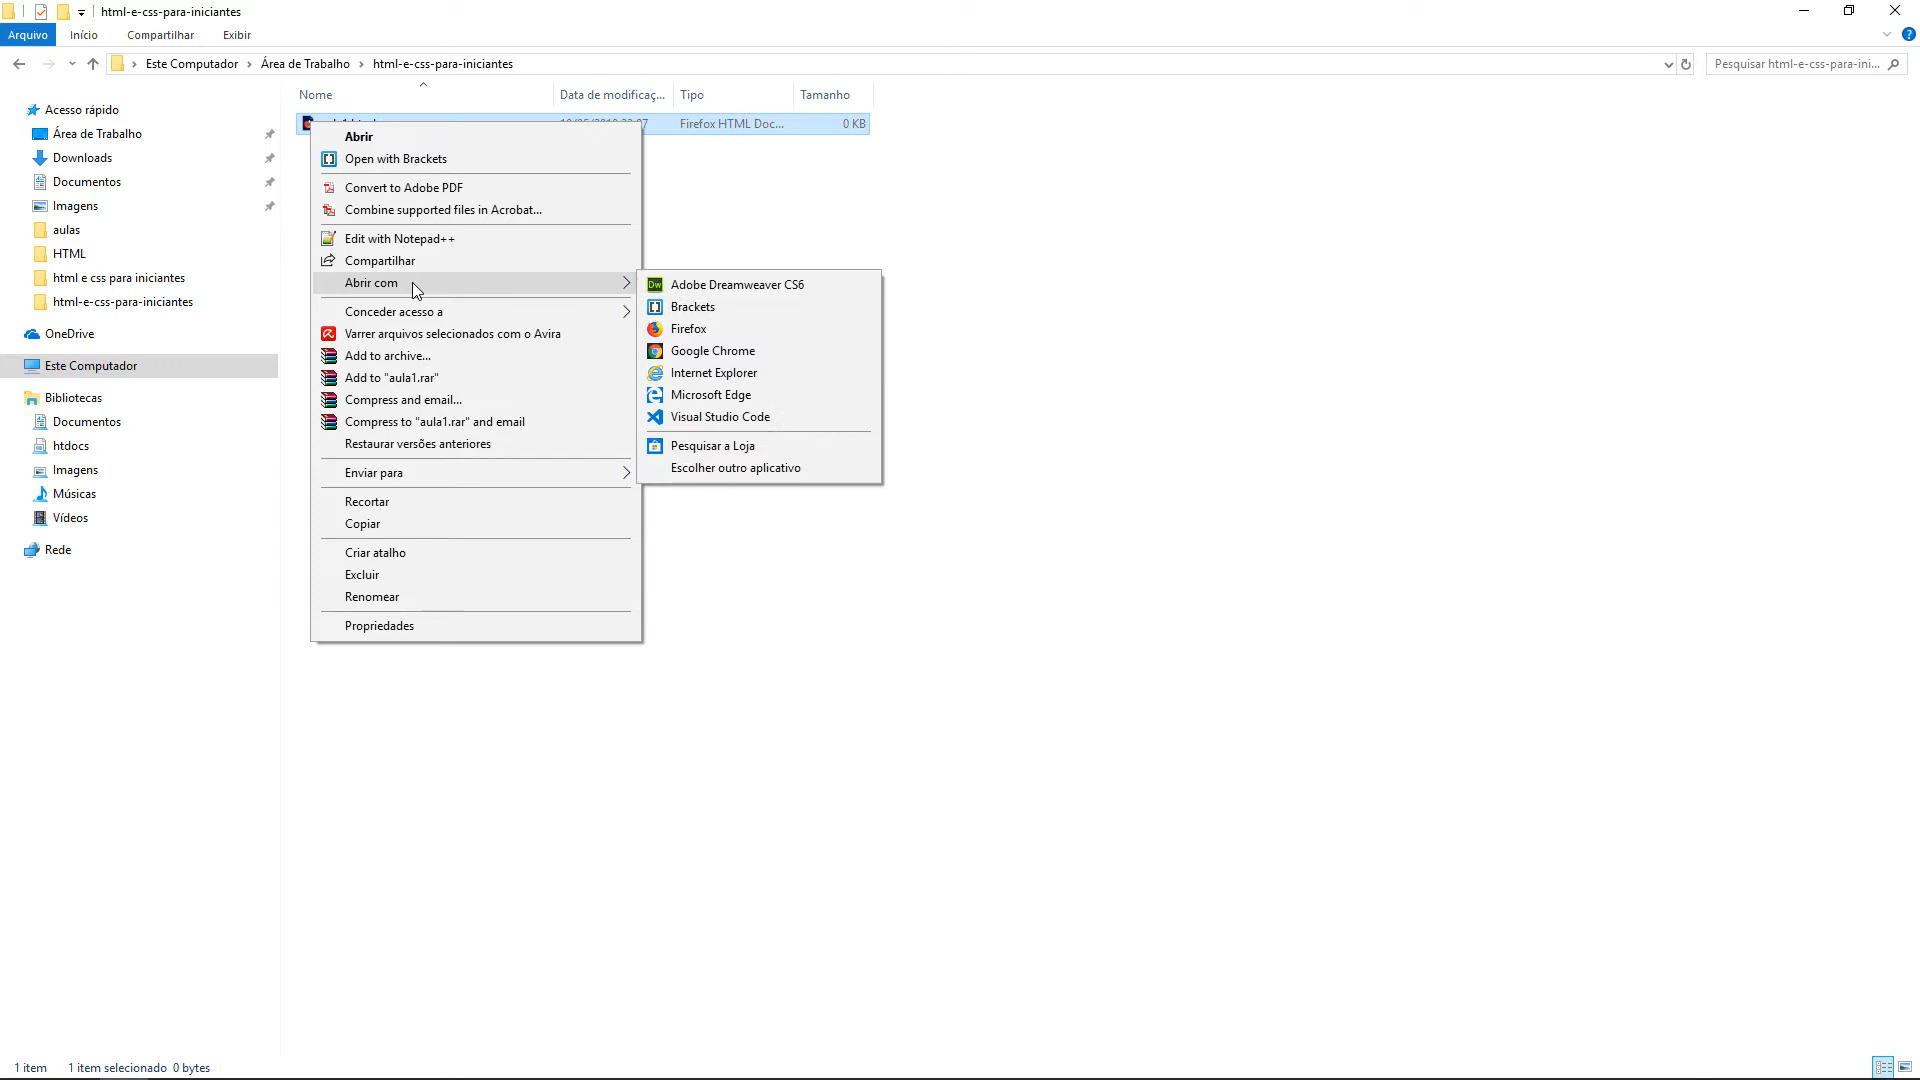 html-e-css-para-iniciantes
Arquivo
Início
Compartilhar
Exibir
Este Computador
Área de Trabalho
html-e-css-para-iniciantes
Pesquisar html-e-css-para-ini...
Nome
Data de modificaç...
Tipo
Tamanho
Firefox HTML Doc...
0 KB
Acesso rápido
Área de Trabalho
Downloads
Documentos
Imagens
aulas
HTML
html e css para iniciantes
html-e-css-para-iniciantes
OneDrive
Este Computador
Bibliotecas
Documentos
htdocs
Imagens
Músicas
Vídeos
Rede
Abrir
Open with Brackets
Convert to Adobe PDF
Combine supported files in Acrobat...
Edit with Notepad++
Compartilhar
Abrir com
Conceder acesso a
Varrer arquivos selecionados com o Avira
Add to archive...
Add to "aula1.rar"
Compress and email...
Compress to "aula1.rar" and email
Restaurar versões anteriores
Enviar para
Recortar
Copiar
Criar atalho
Excluir
Renomear
Propriedades
Dw Adobe Dreamweaver CS6
Brackets
Firefox
Google Chrome
Internet Explorer
Microsoft Edge
Visual Studio Code
Pesquisar a Loja
Escolher outro aplicativo
1 item
1 item selecionado 0 bytes